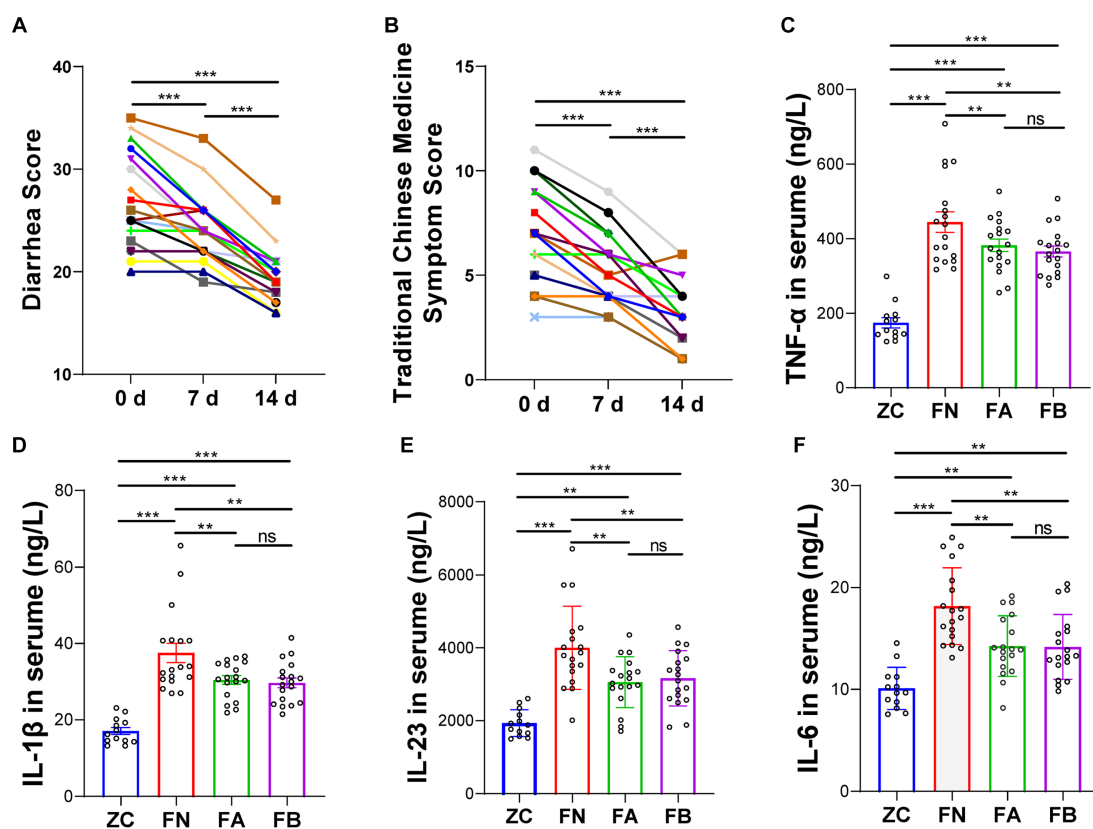 A
Diarrhea Score
40
30
20
10
***
***
***
0 d 7 d 14 d
B
Traditional Chinese Medicine
Symptom Score
15
10
5
0
***
***
***
0 d 7 d 14 d
C
TNF-α in serume (ng/L)
800
600
400
200
0
***
***
**
***
**
ns
ZC FN FA FB
D
IL-1β in serume (ng/L)
80
60
40
20
0
***
***
**
***
**
ns
ZC FN FA FB
E
IL-23 in serume (ng/L)
8000
6000
4000
2000
0
***
**
**
***
**
ns
ZC FN FA FB
F
IL-6 in serume (ng/L)
30
20
10
0
**
**
**
***
**
ns
ZC FN FA FB